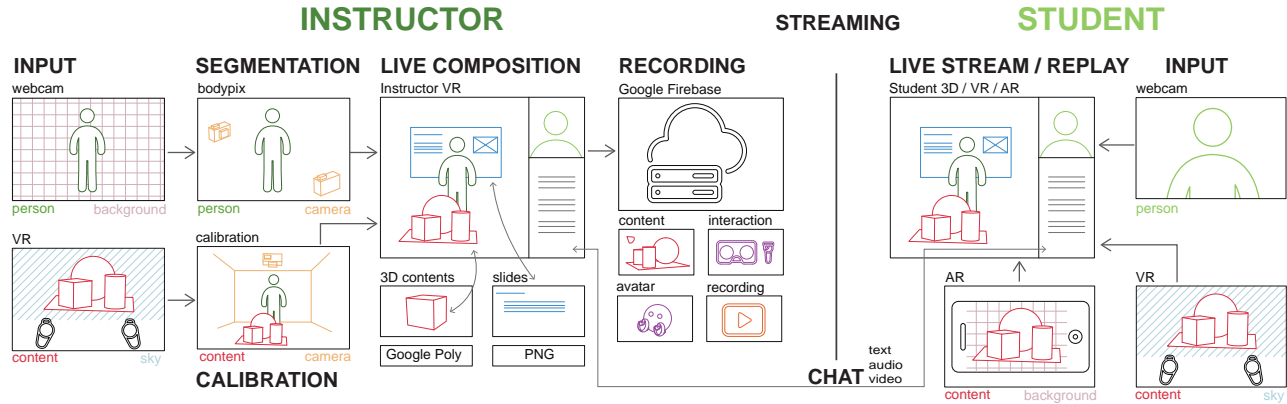 INSTRUCTOR
STREAMING
STUDENT
INPUT
SEGMENTATION
LIVE COMPOSITION
RECORDING
LIVE STREAM / REPLAY
INPUT
webcam
bodypix
Instructor VR
Google Firebase
Student 3D / VR / AR
webcam
person
background
person
camera
person
VR
calibration
content
interaction
3D contents
slides
AR
VR
avatar
recording
content
sky
content
camera
Google Poly
PNG
CALIBRATION
CHAT
text
audio
video
content
background
content
sky